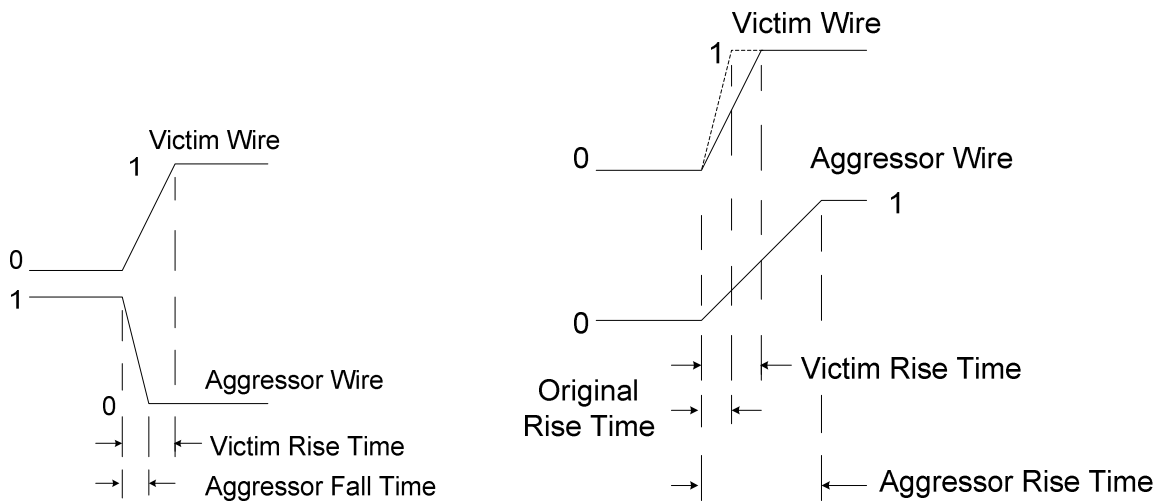 Victim Wire
1
0
1
Aggressor Wire
0
Victim Rise Time
Aggressor Fall Time
Victim Wire
1
0
Aggressor Wire
1
0
Victim Rise Time
Original
Rise Time
Aggressor Rise Time